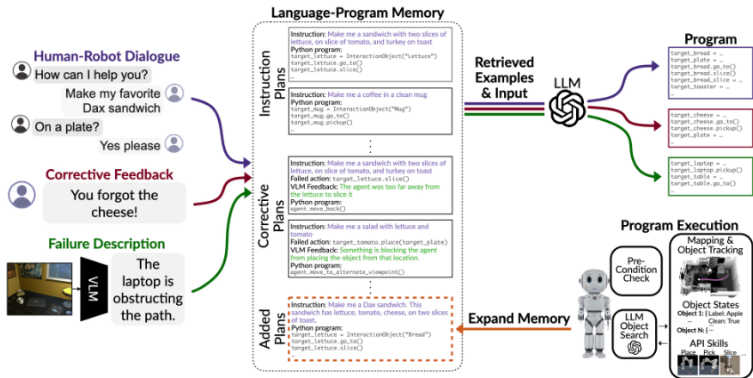 Language-Program Memory
Human-Robot Dialogue
How can I help you?
Make my favorite
Dax sandwich
On a plate?
Yes please
Corrective Feedback
You forgot the
cheese!
Failure Description
VLM
The
laptop is
obstructing
the path.
Instruction Plans
Instruction: Make me a sandwich with two slices of
lettuce, on slice of tomato, and turkey on toast
Python program:
target_lettuce = InteractionObject("Lettuce")
target_lettuce.go_to()
target_lettuce.slice()
…
Instruction: Make me a coffee in a clean mug
Python program:
target_mug = InteractionObject("Mug")
target_mug.go_to()
target_mug.pickup()
…
Corrective Plans
Instruction: Make me a sandwich with two slices of
lettuce, on slice of tomato, and turkey on toast
Failed action: target_lettuce.slice()
VLM Feedback: The agent was too far away from
the lettuce to slice it
Python program:
agent.move_back()
Instruction: Make me a salad with lettuce and
tomato
Failed action: target_tomato.place(target_plate)
VLM Feedback: Something is blocking the agent
from placing the object from that location.
Python program:
agent.move_to_alternate_viewpoint()
Added Plans
Instruction: Make me a Dax sandwich, This
sandwich has lettuce, tomato, cheese, on two slices
of toast.
Python program:
target_lettuce = InteractionObject("Bread")
target_lettuce.go_to()
target_lettuce.slice()
Retrieved
Examples
& Input
LLM
Program
target_bread = …
target_plate = …
target_bread.go_to()
target_bread.slice()
target_bread_slice = …
target_toaster = …
…
target_cheese = …
target_cheese.go_to()
target_cheese.pickup()
target_plate = …
…
target_laptop = …
target_laptop.pickup()
target_table = …
target_table.go_to()
…
Expand Memory
Program Execution
Pre-
Condition
Check
LLM
Object
Search
Mapping &
Object Tracking
Object States
Object 1: [Label: Apple
… Clean: True
Object N: [ …
API Skills
Place Pick Slice …